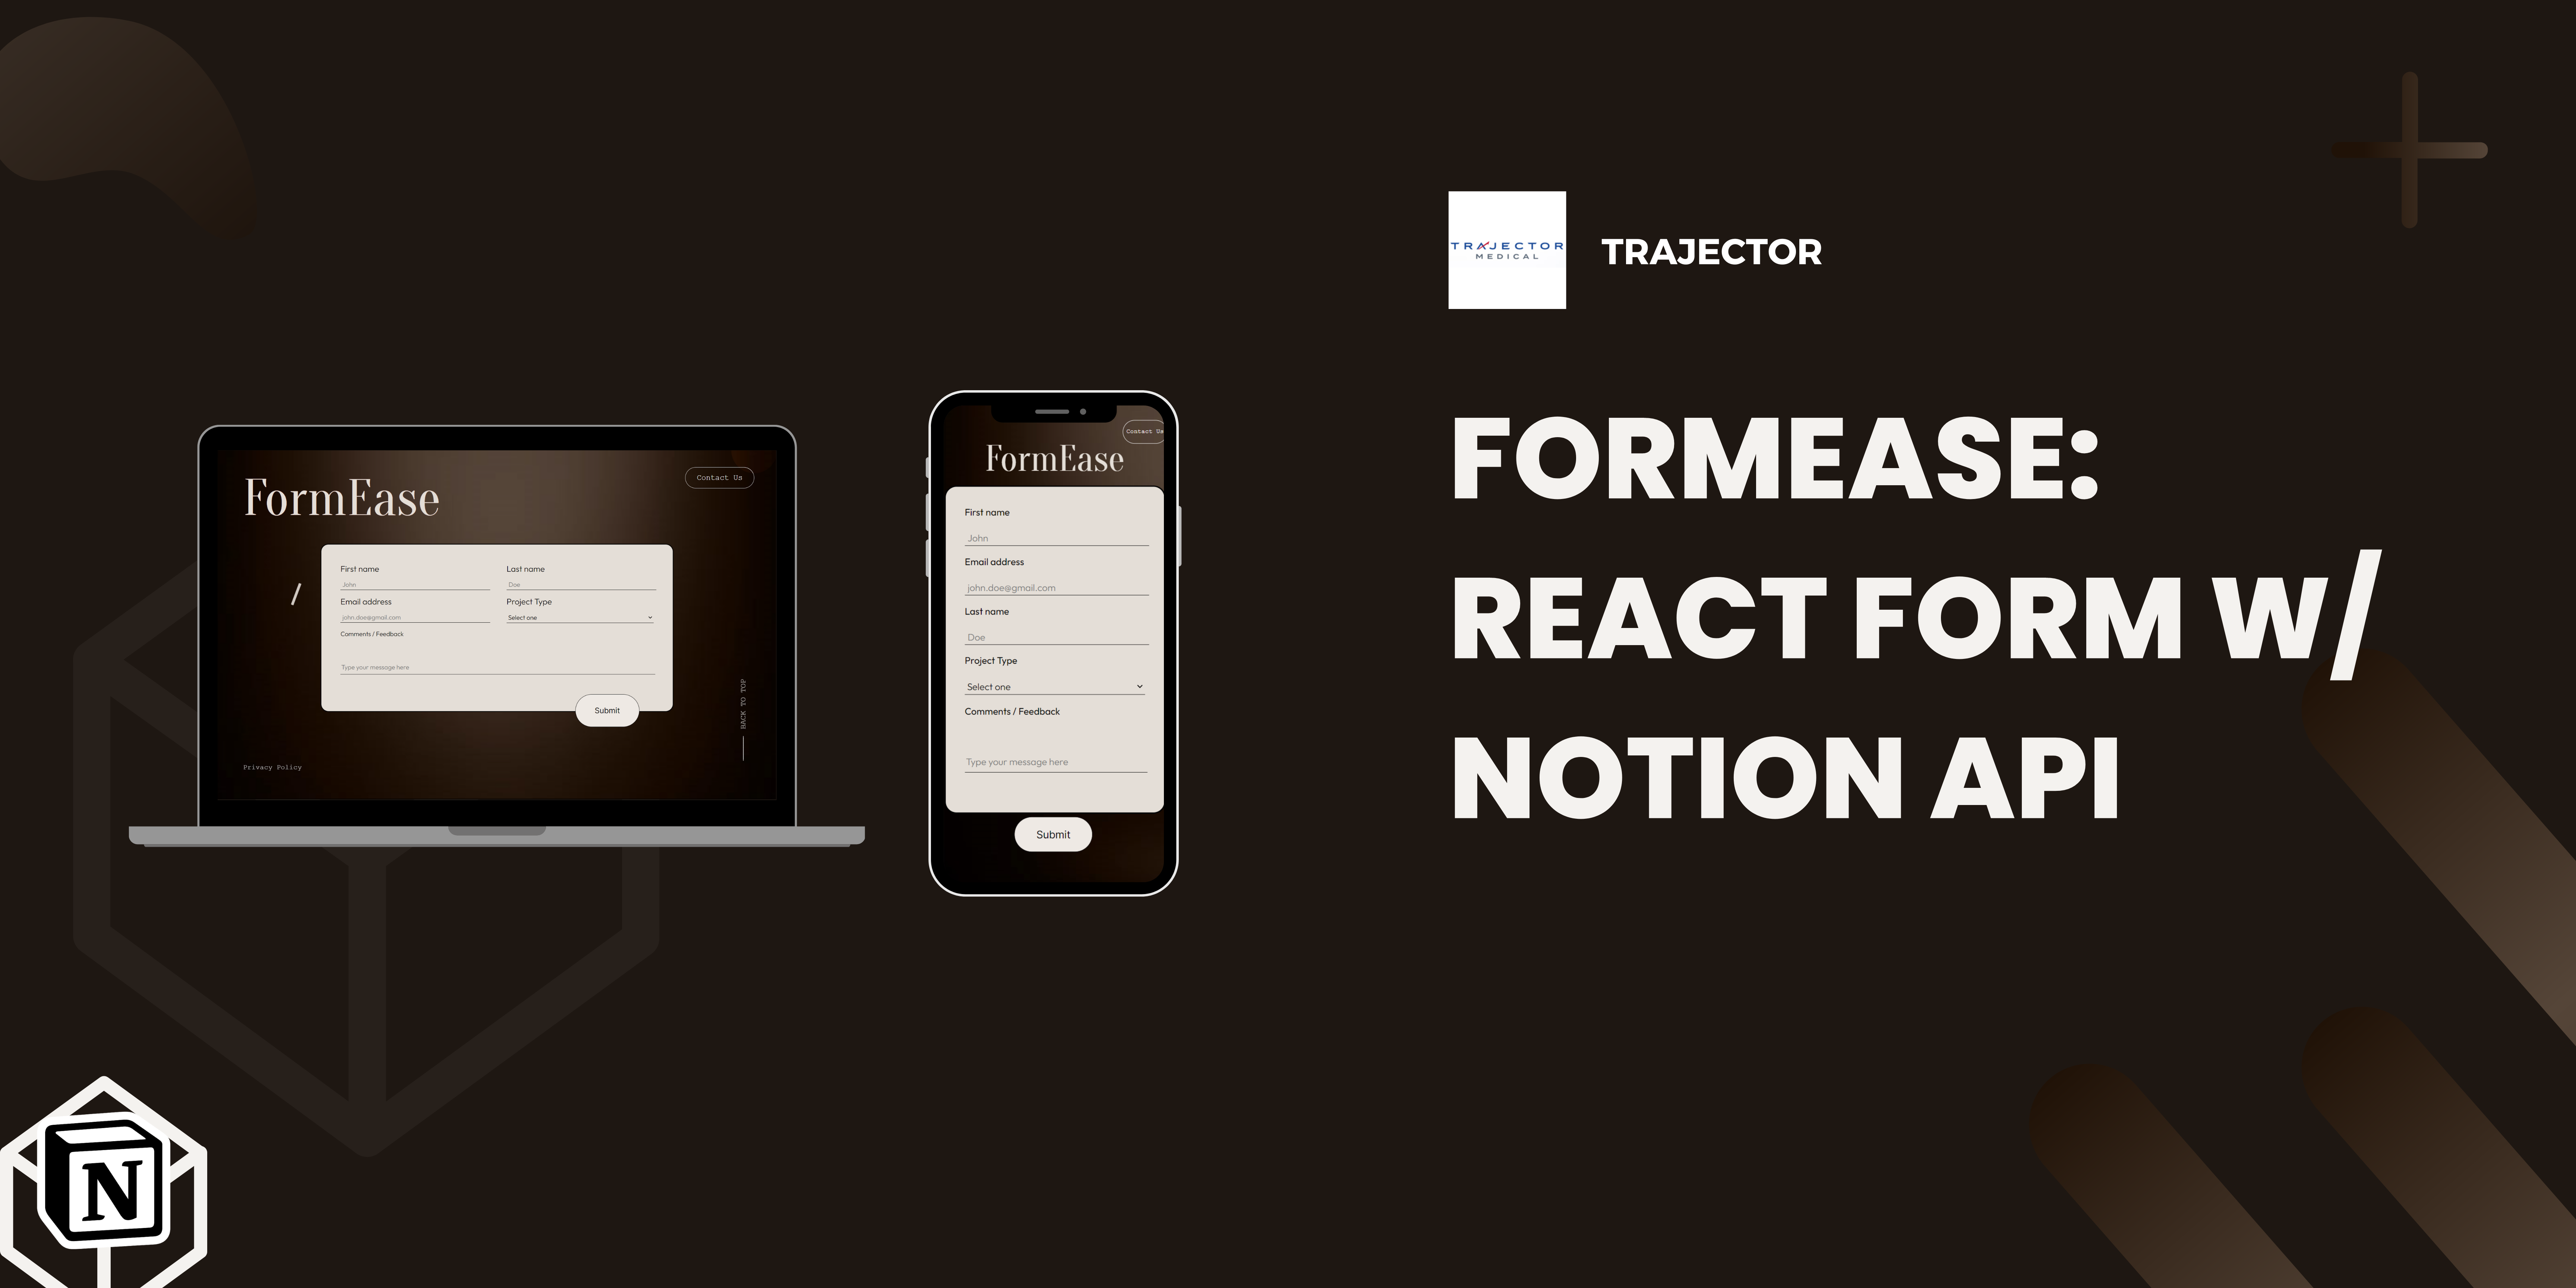 TRAJECTOR
MEDICAL
TRAJECTOR
FORMEASE:
REACT FORM W/
NOTION API
FormEase
Contact Us
First name
Last name
John
Doe
Email address
Project Type
john.doe@gmail.com
Select one
Comments / Feedback
Type your message here
Submit
BACK TO TOP
Privacy Policy
Contact Us
FormEase
First name
John
Email address
john.doe@gmail.com
Last name
Doe
Project Type
Select one
Comments / Feedback
Type your message here
Submit
N